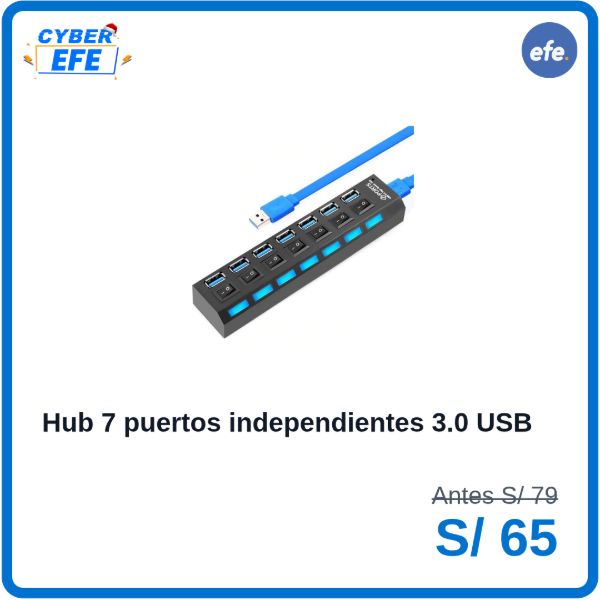 CYBER
EFE
efe.
Hub 7 puertos independientes 3.0 USB
Antes S/ 79
S/ 65